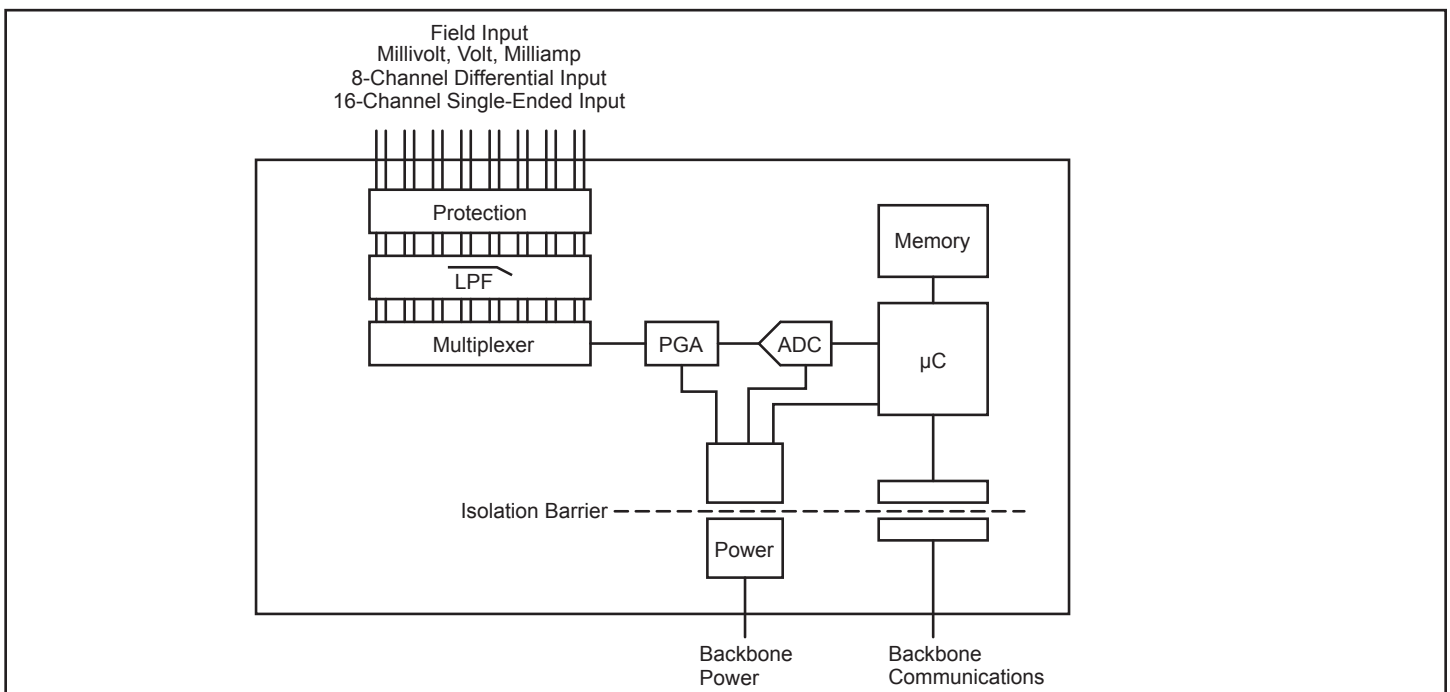 Field Input
Millivolt, Volt, Milliamp
8-Channel Differential Input
16-Channel Single-Ended Input
Protection
Memory
LPF
Multiplexer
PGA
ADC
µC
Isolation Barrier
Power
Backbone
Power
Backbone
Communications